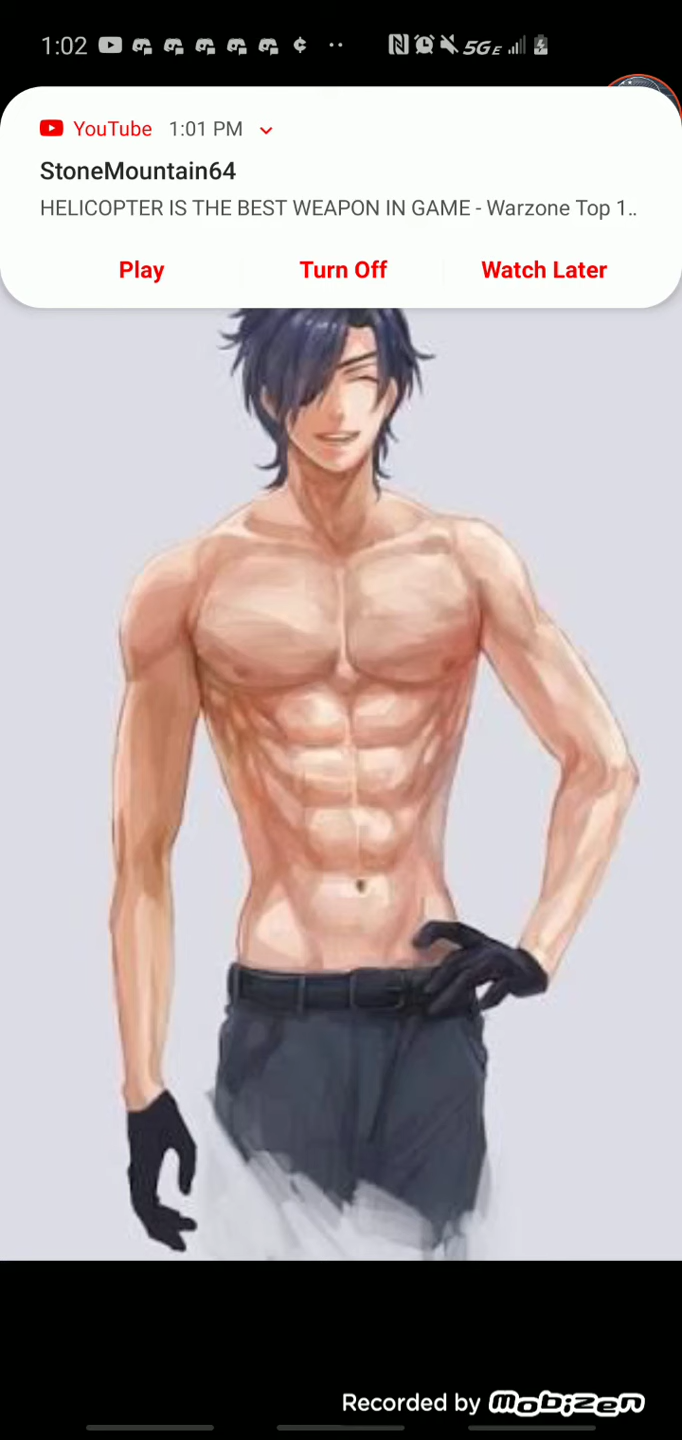 1:02
5GE
YouTube 1:01 PM
StoneMountain64
HELICOPTER IS THE BEST WEAPON IN GAME - Warzone Top 1..
Play Turn Off Watch Later
Recorded by mobizen